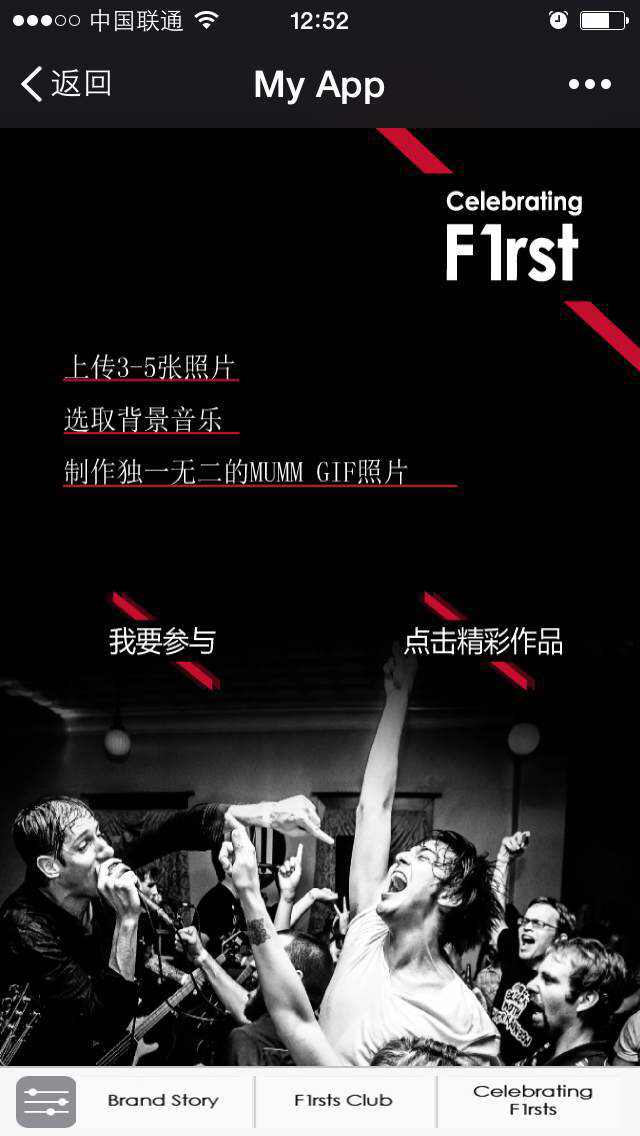 中国联通
12:52
返回
My App
Celebrating
F1rst
上传3-5张照片
选取背景音乐
制作独一无二的MUMM GIF照片
我要参与
点击精彩作品
Brand Story
F1rsts Club
Celebrating
F1rsts